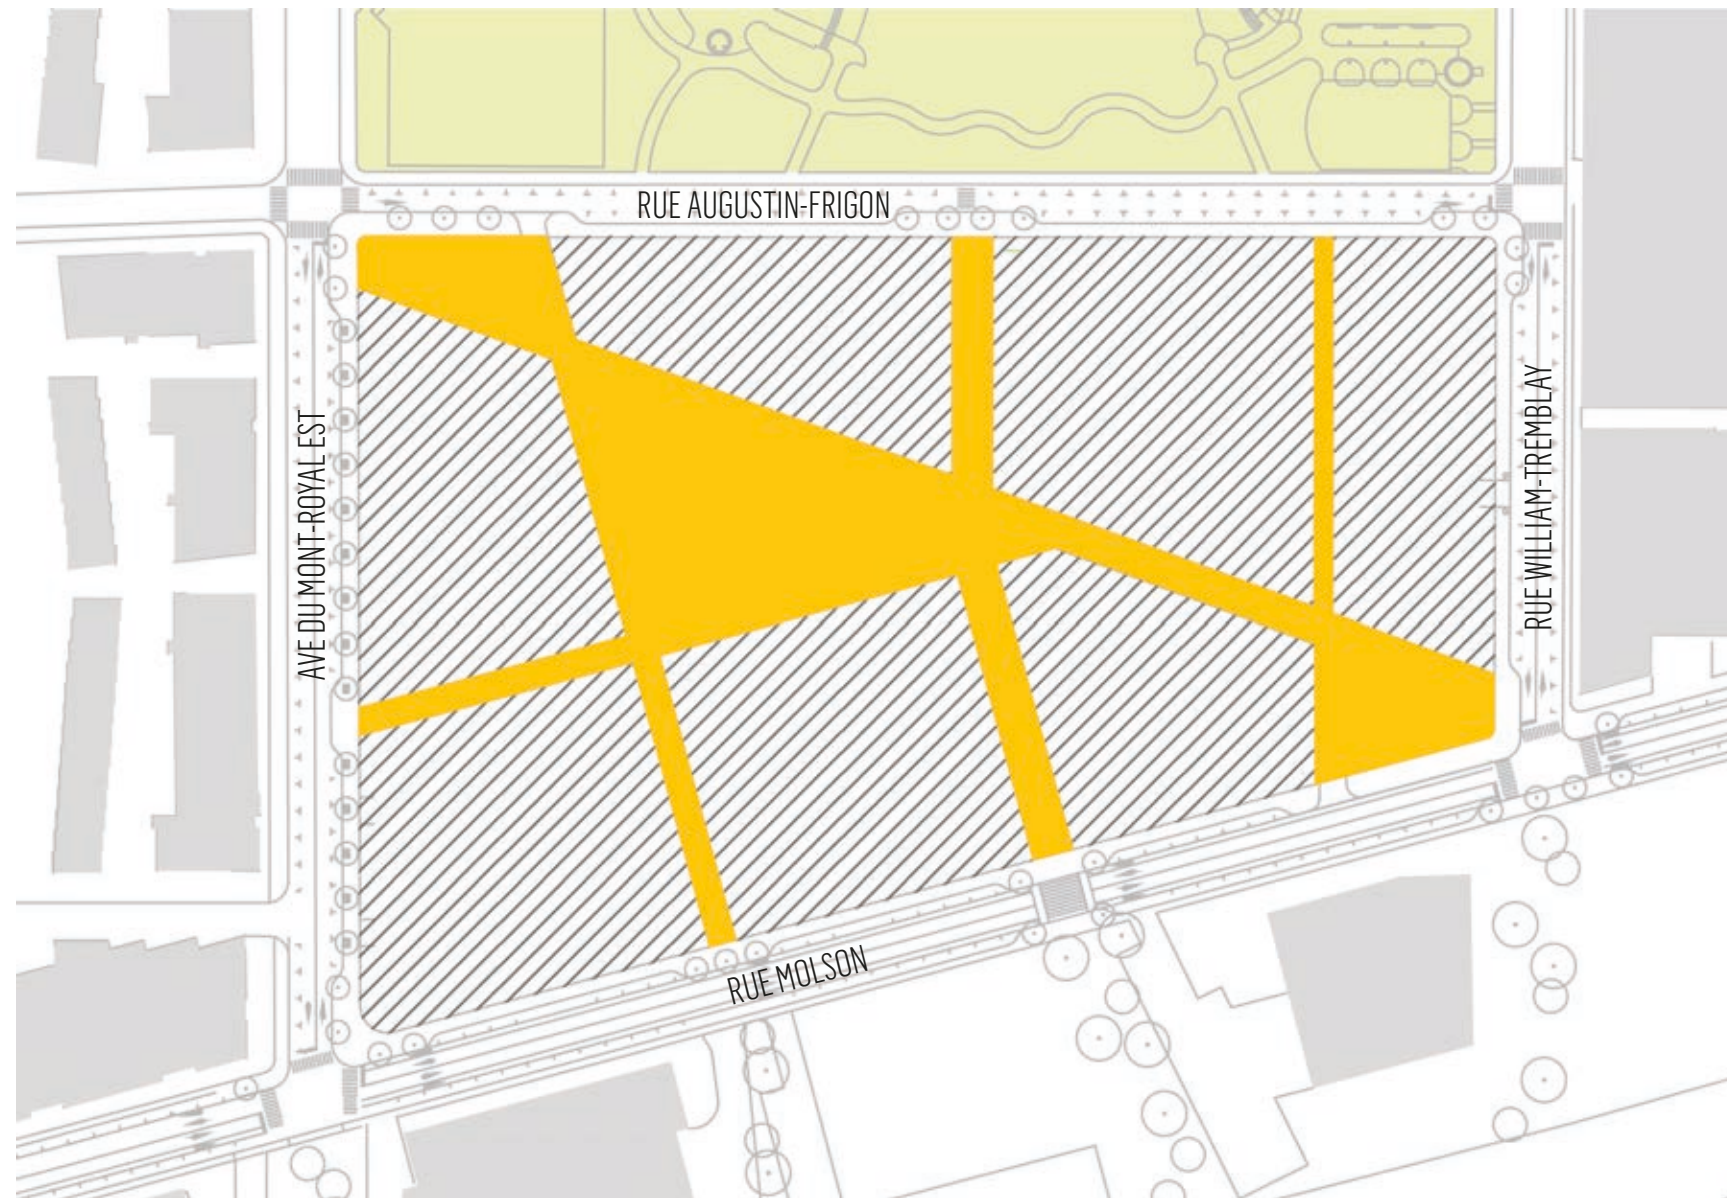 RUE AUGUSTIN-FRIGON
AVE DU MONT-ROYAL EST
RUE WILLIAM-TREMBLAY
RUE MOLSON